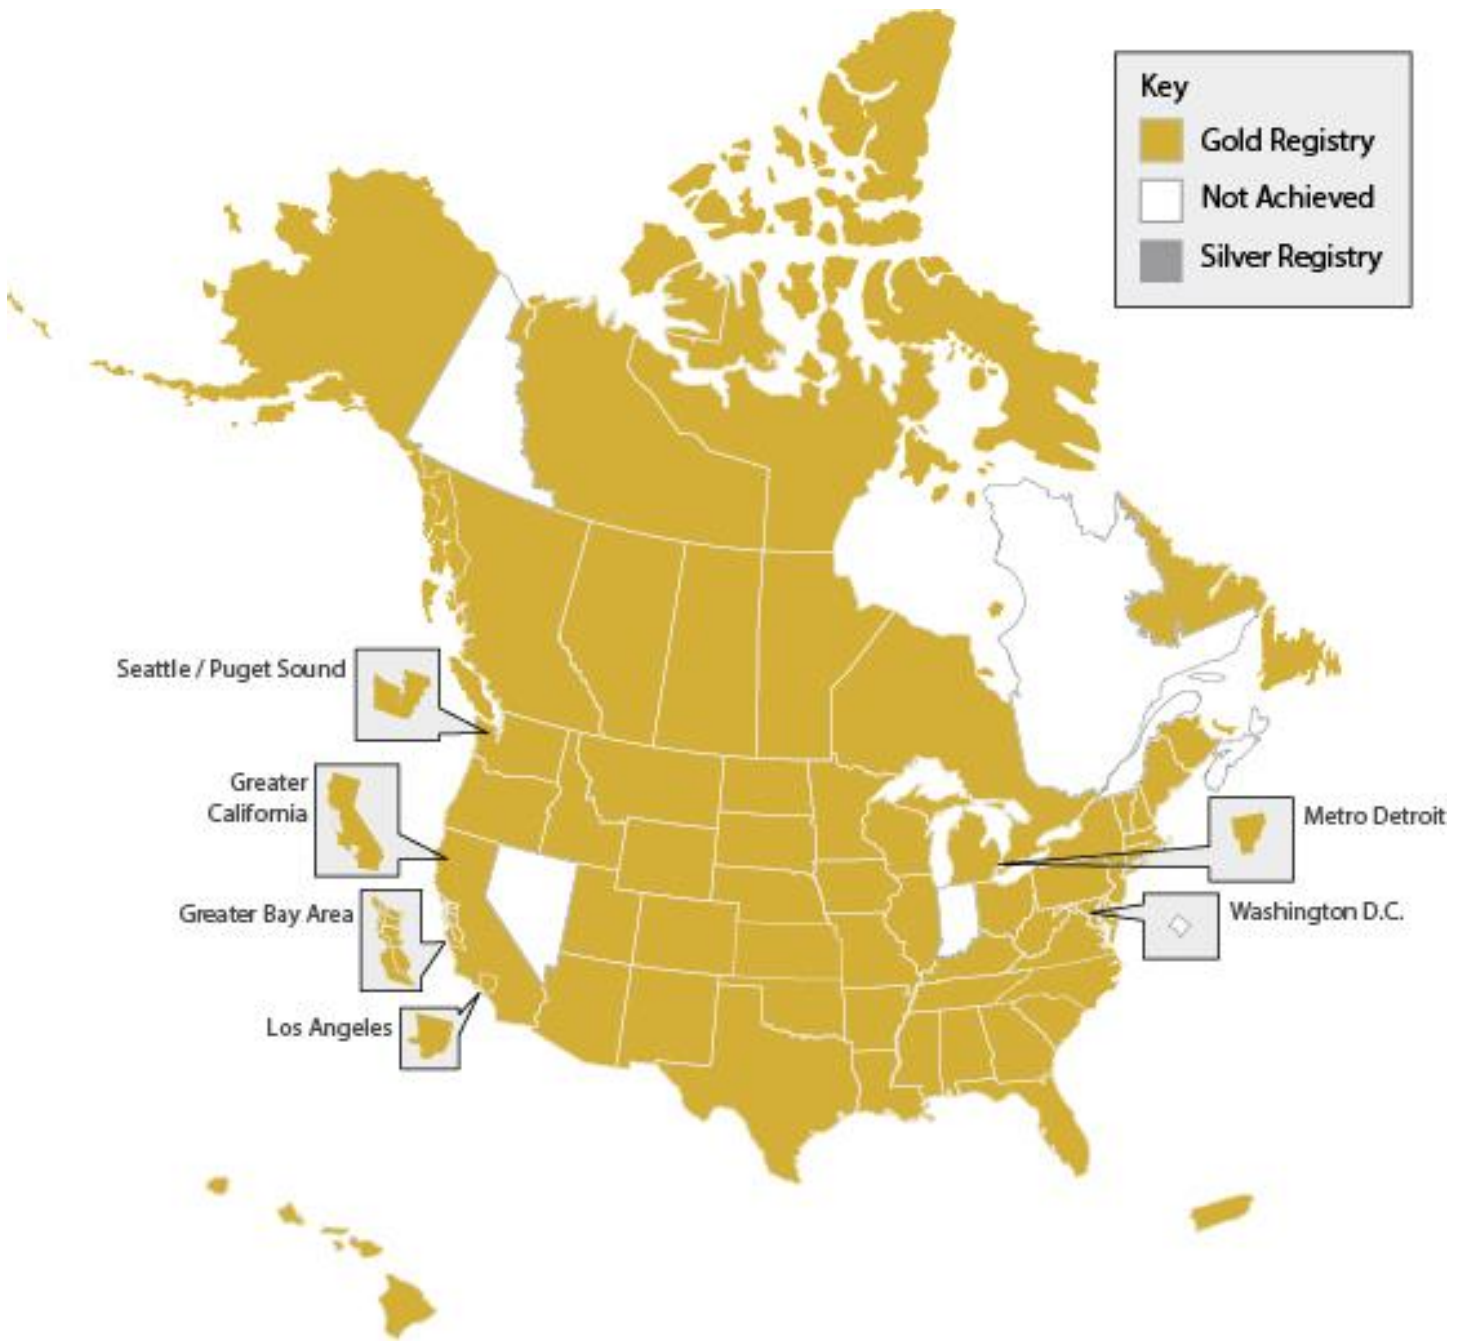 Key
Gold Registry
Not Achieved
Silver Registry
Seattle / Puget Sound
Greater
California
Greater Bay Area
Los Angeles
Metro Detroit
Washington D.C.